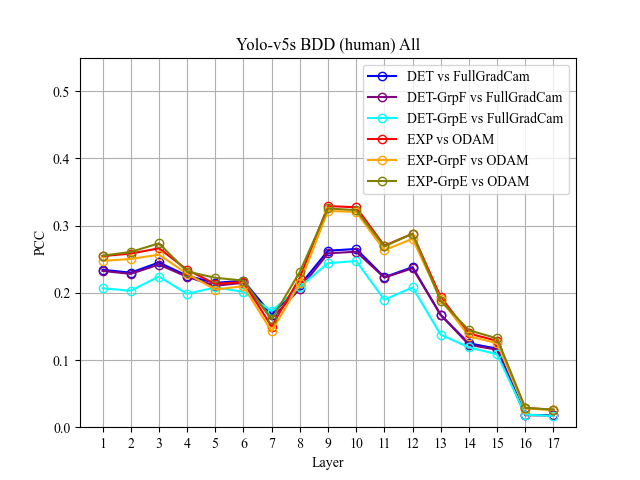 Yolo-v5s BDD (human) All
DET vs FullGradCam
DET-GrpF vs FullGradCam
DET-GrpE vs FullGradCam
EXP vs ODAM
EXP-GrpF vs ODAM
EXP-GrpE vs ODAM
PCC
0.5
0.4
0.3
0.2
0.1
0.0
1 2 3 4 5 6 7 8 9 10 11 12 13 14 15 16 17
Layer